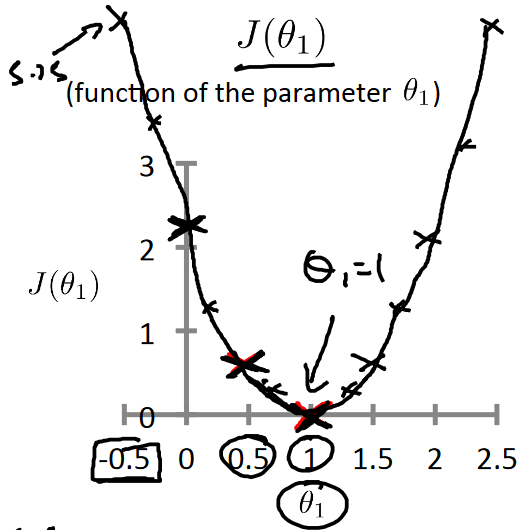 J(θ₁)
5.25
(function of the parameter θ₁)
3
2
θ₁=1
J(θ₁)
1
0
-0.5 0 0.5 1 1.5 2 2.5
θ₁